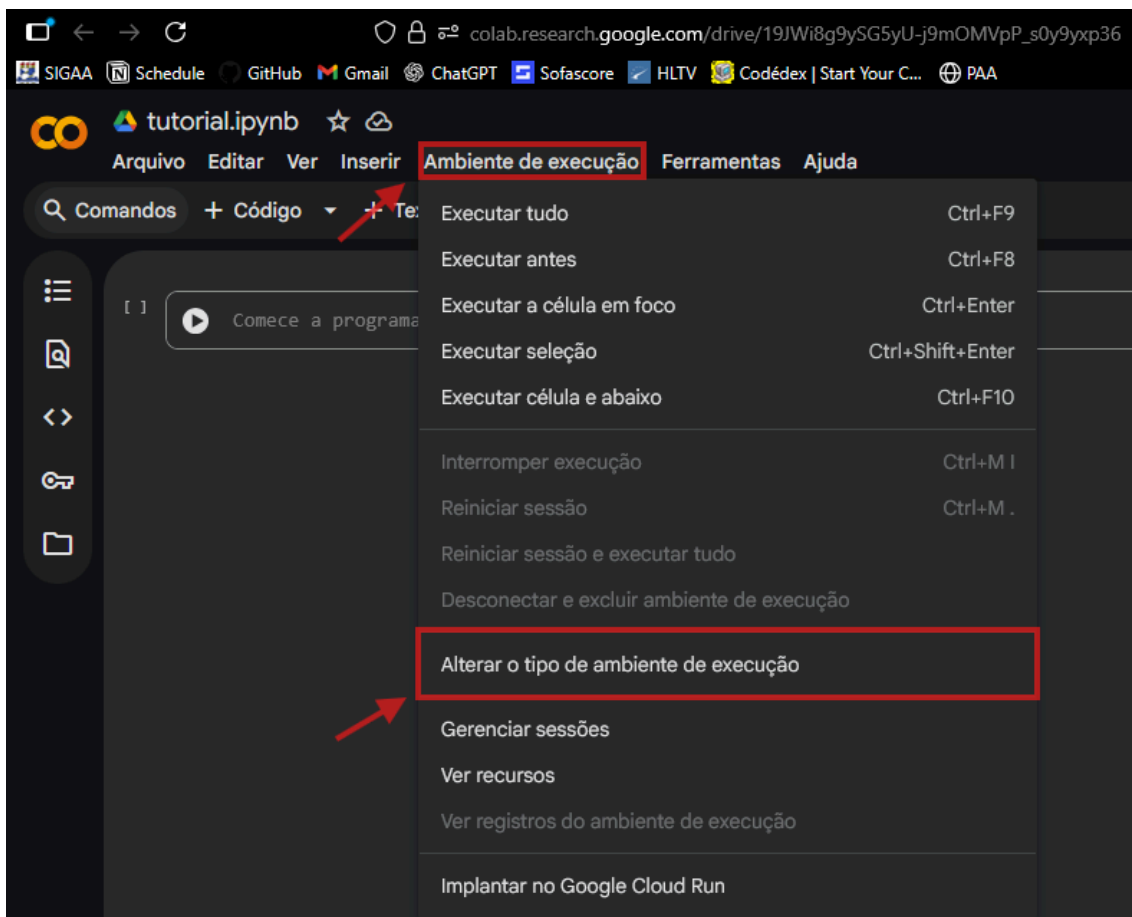 colab.research.google.com/drive/19JWi8g9ySG5yU-j9mOMVpP_s0y9yxp36
SIGAA Schedule GitHub Gmail ChatGPT Sofascore HLTV Codédex | Start Your C... PAA
CO tutorial.ipynb
Arquivo Editar Ver Inserir Ambiente de execução Ferramentas Ajuda
Comandos + Código + Te
Executar tudo Ctrl+F9
Executar antes Ctrl+F8
[ ] Comece a programa
Executar a célula em foco Ctrl+Enter
Executar seleção Ctrl+Shift+Enter
Executar célula e abaixo Ctrl+F10
Interromper execução Ctrl+M I
Reiniciar sessão Ctrl+M .
Reiniciar sessão e executar tudo
Desconectar e excluir ambiente de execução
Alterar o tipo de ambiente de execução
Gerenciar sessões
Ver recursos
Ver registros do ambiente de execução
Implantar no Google Cloud Run